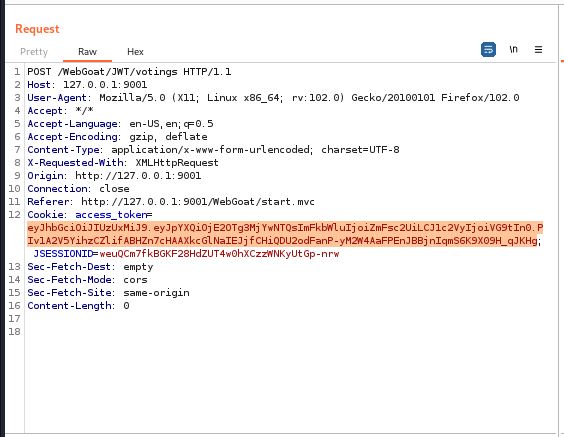 Request
Pretty Raw Hex
\n
1 POST /WebGoat/JWT/votings HTTP/1.1
2 Host: 127.0.0.1:9001
3 User-Agent: Mozilla/5.0 (X11; Linux x86_64; rv:102.0) Gecko/20100101 Firefox/102.0
4 Accept: */*
5 Accept-Language: en-US,en;q=0.5
6 Accept-Encoding: gzip, deflate
7 Content-Type: application/x-www-form-urlencoded; charset=UTF-8
8 X-Requested-With: XMLHttpRequest
9 Origin: http://127.0.0.1:9001
10 Connection: close
11 Referer: http://127.0.0.1:9001/WebGoat/start.mvc
12 Cookie: access_token=
eyJhbGciOiJIUzUxMiJ9.eyJpYXQiOjE2OTg3MjYwNTQsImFkbWluIjoiZmFsc2UiLCJ1c2VyIjoiVG9tIn0.P
Iv1A2V5YihzCZlifABHZn7cHAAXkcGlNaIEJjfCHiQDU2odFanP-yM2W4AaFPEnJBBjnIqmSGK9X09H_qJKHg;
JSESSIONID=weuQCm7fkBGKF28HdZUT4w0hXCzzWNKyUtGp-nrw
13 Sec-Fetch-Dest: empty
14 Sec-Fetch-Mode: cors
15 Sec-Fetch-Site: same-origin
16 Content-Length: 0
17
18